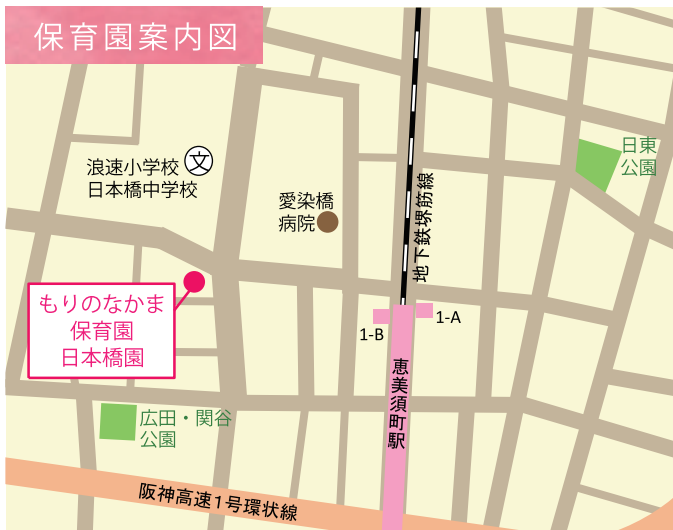 保育園案内図
日東
公園
浪速小学校
文
日本橋中学校
愛染橋
病院
地下鉄堺筋線
もりのなかま
保育園
日本橋園
1-A
1-B
恵美須町駅
広田・関谷
公園
阪神高速1号環状線